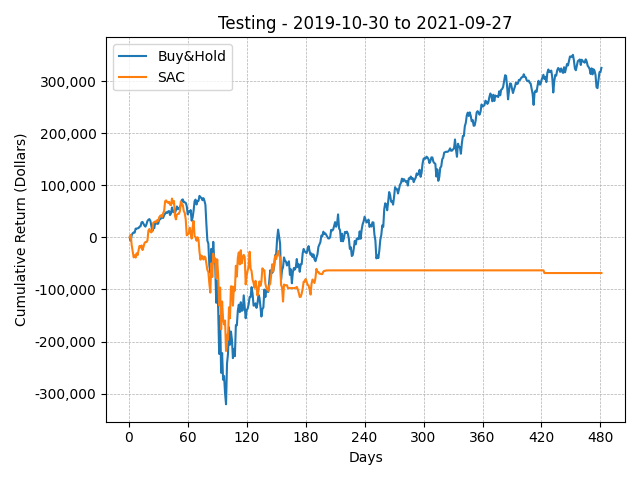 Testing - 2019-10-30 to 2021-09-27
Buy&Hold
SAC
Cumulative Return (Dollars)
300,000
200,000
100,000
0
-100,000
-200,000
-300,000
0 60 120 180 240 300 360 420 480
Days